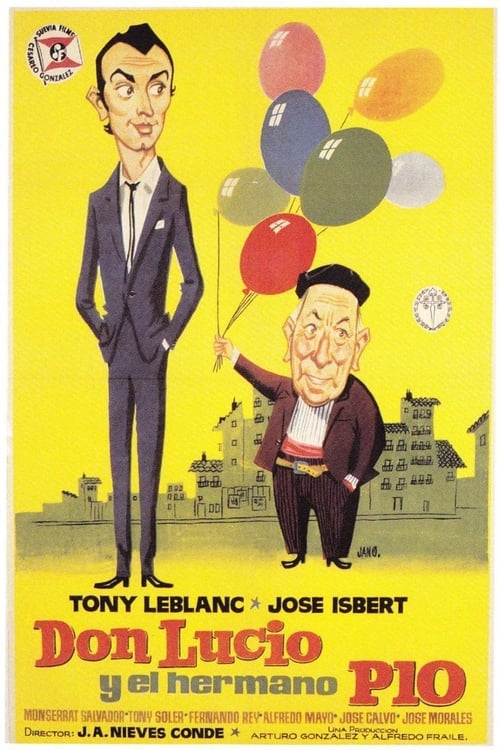 SUEVIA FILMS
CESAREO GONZALEZ
JANO.
TONY LEBLANC ★ JOSE ISBERT
Don Lucio
y el hermano PIO
MONSERRAT SALVADOR-TONY SOLER-FERNANDO REY-ALFREDO MAYO-JOSE CALVO-JOSE MORALES
DIRECTOR: J.A. NIEVES CONDE ★ UNA PRODUCCION
ARTURO GONZALEZ Y ALFREDO FRAILE.